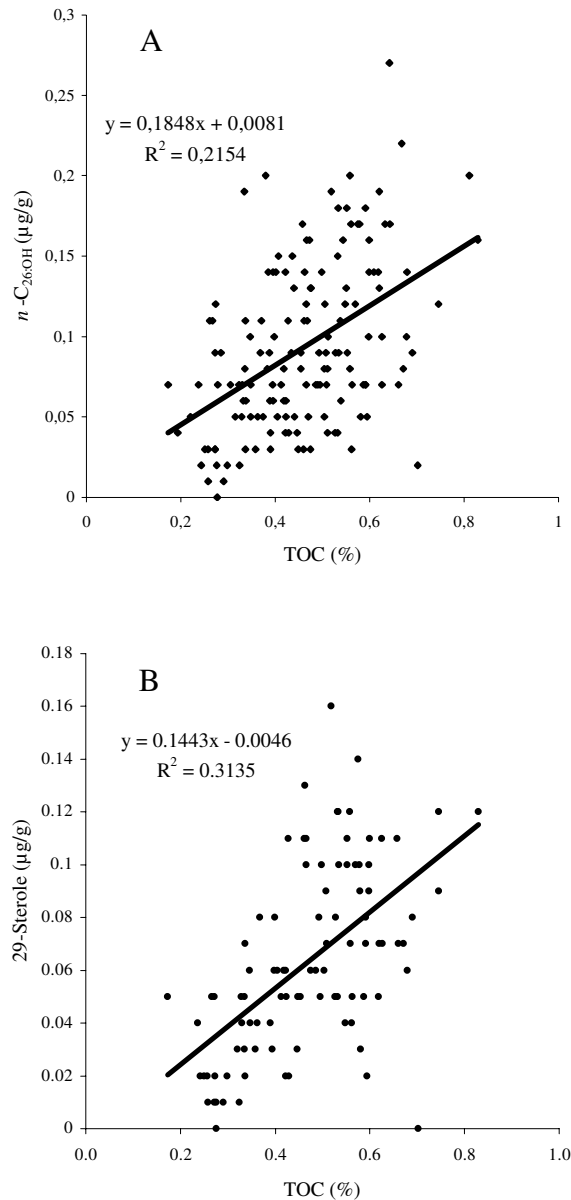 0,3
A
0,25
y = 0,1848x + 0,0081
R² = 0,2154
0,2
n -C26:OH (µg/g)
0,15
0,1
0,05
0
0 0,2 0,4 0,6 0,8 1
TOC (%)
0.18
B
0.16
y = 0.1443x - 0.0046
R² = 0.3135
0.14
0.12
29-Sterole (µg/g)
0.10
0.08
0.06
0.04
0.02
0
0.0 0.2 0.4 0.6 0.8 1.0
TOC (%)